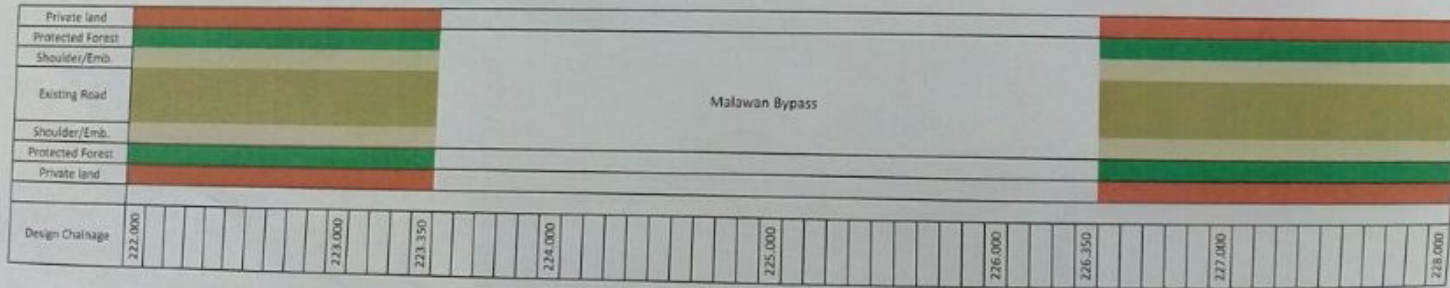 Private land
Protected Forest
Shoulder/Emb.
Existing Road
Malawan Bypass
Shoulder/Emb.
Protected Forest
Private land
Design Chainage
222.000
223.000
223.350
224.000
225.000
226.000
226.350
227.000
228.000